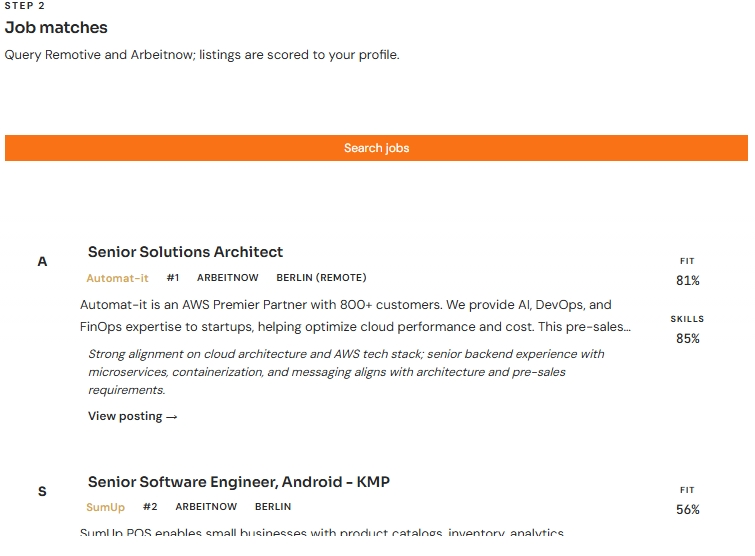 STEP 2
Job matches
Query Remotive and Arbeitnow; listings are scored to your profile.
Search jobs
A
Senior Solutions Architect
Automat-it #1 ARBEITNOW BERLIN (REMOTE)
Automat-it is an AWS Premier Partner with 800+ customers. We provide AI, DevOps, and
FinOps expertise to startups, helping optimize cloud performance and cost. This pre-sales...
Strong alignment on cloud architecture and AWS tech stack; senior backend experience with
microservices, containerization, and messaging aligns with architecture and pre-sales
requirements.
View posting →
FIT
81%
SKILLS
85%
S
Senior Software Engineer, Android - KMP
SumUp #2 ARBEITNOW BERLIN
SumUp POS enables small businesses with product catalogs, inventory, analytics
FIT
56%